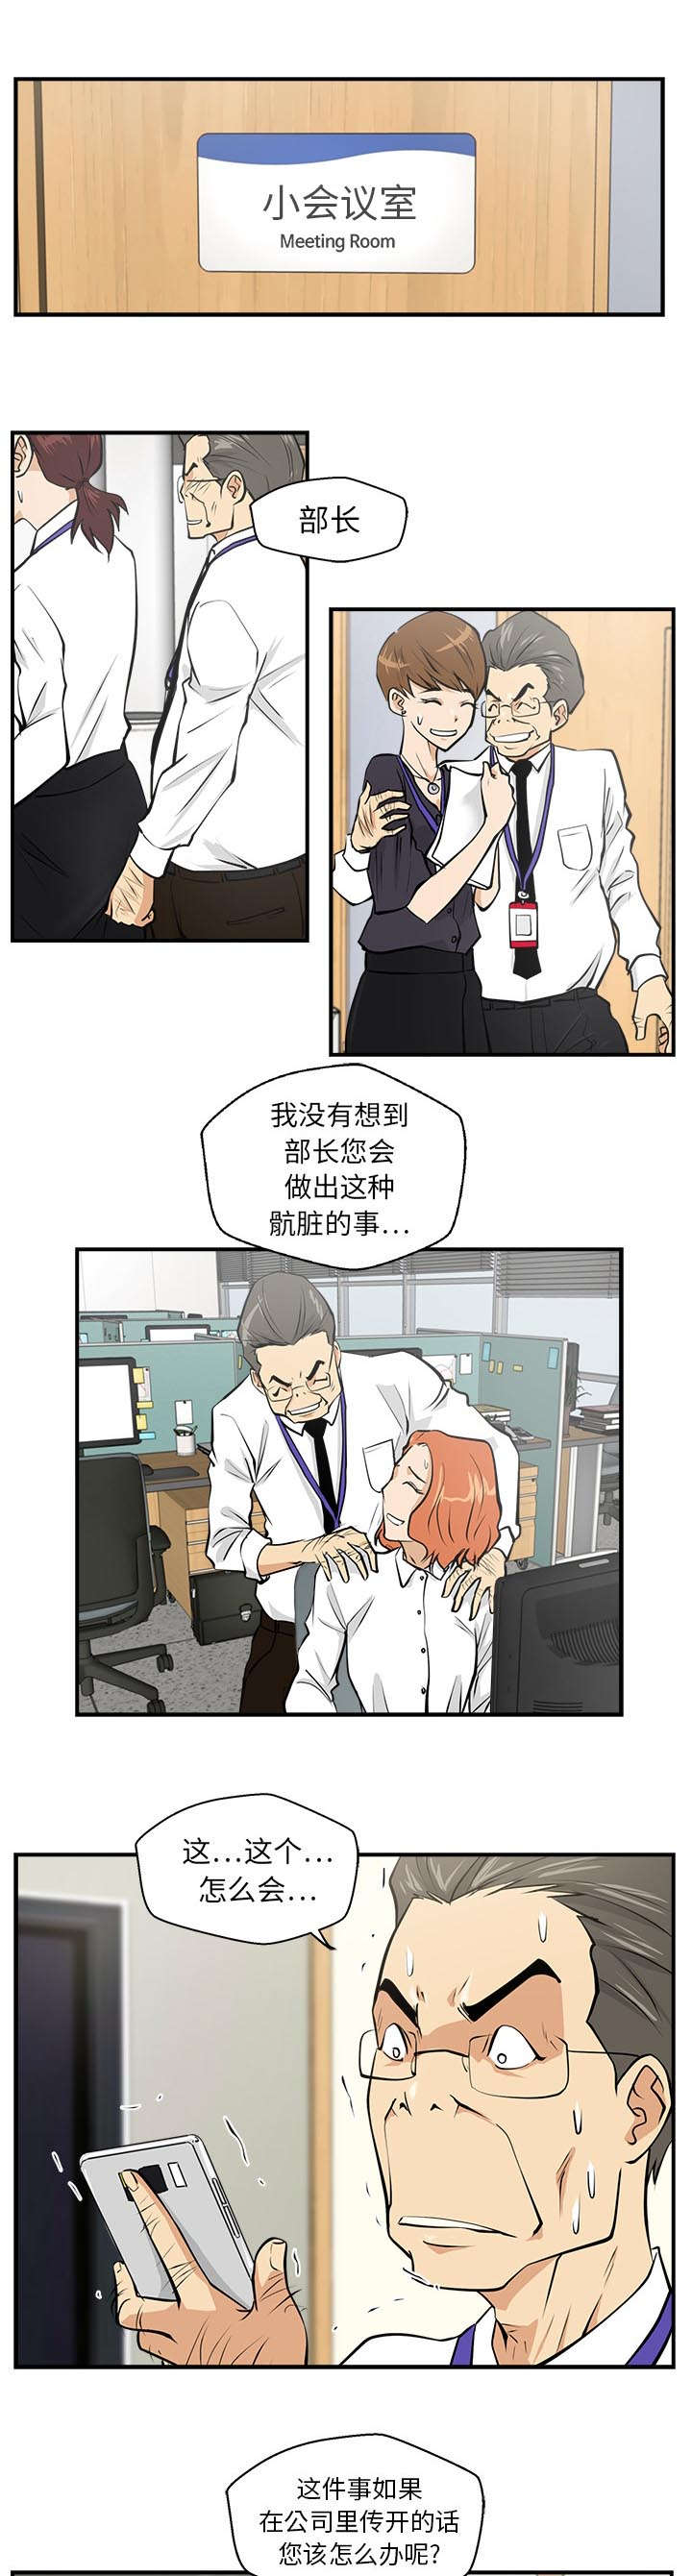 小会议室
Meeting Room
部长
我没有想到
部长您会
做出这种
肮脏的事...
这...这个...
怎么会...
这件事如果
在公司里传开的话
您该怎么办呢?